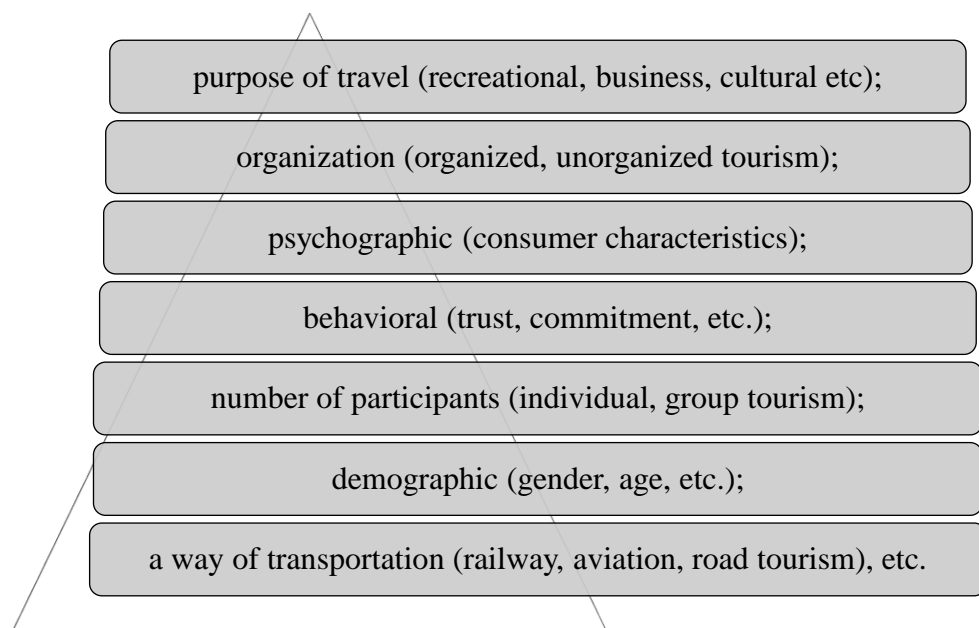 purpose of travel (recreational, business, cultural etc);
organization (organized, unorganized tourism);
psychographic (consumer characteristics);
behavioral (trust, commitment, etc.);
number of participants (individual, group tourism);
demographic (gender, age, etc.);
a way of transportation (railway, aviation, road tourism), etc.